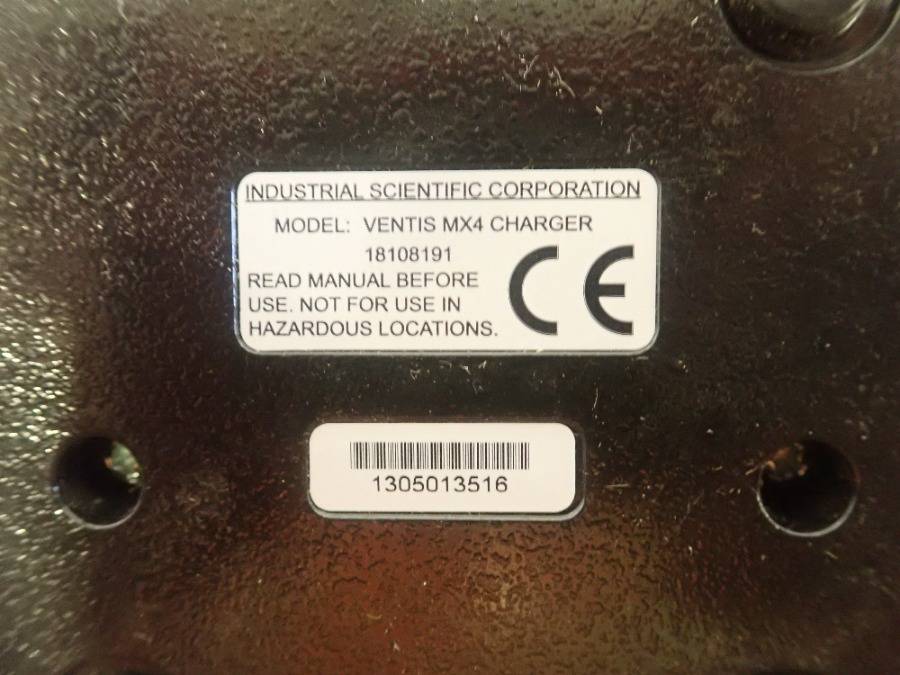 INDUSTRIAL SCIENTIFIC CORPORATION
MODEL: VENTIS MX4 CHARGER
18108191
READ MANUAL BEFORE
USE. NOT FOR USE IN
HAZARDOUS LOCATIONS.
CE
1305013516